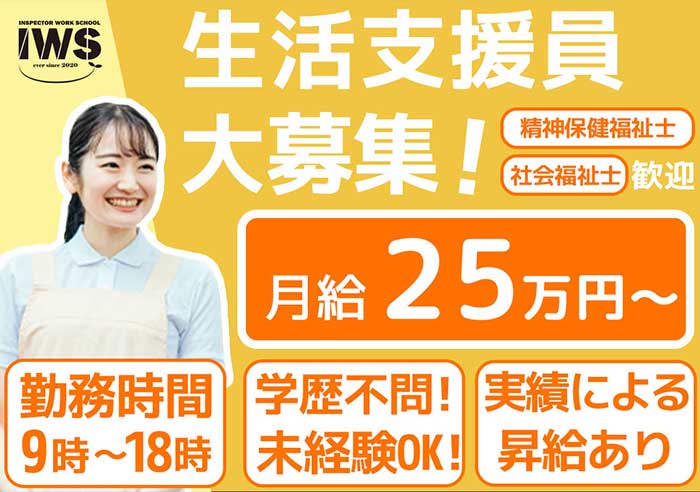 INSPECTOR WORK SCHOOL
IWS
ever since 2020
生活支援員
大募集!
精神保健福祉士
社会福祉士
歓迎
月給 25万円〜
勤務時間
9時〜18時
学歴不問!
未経験OK!
実績による
昇給あり